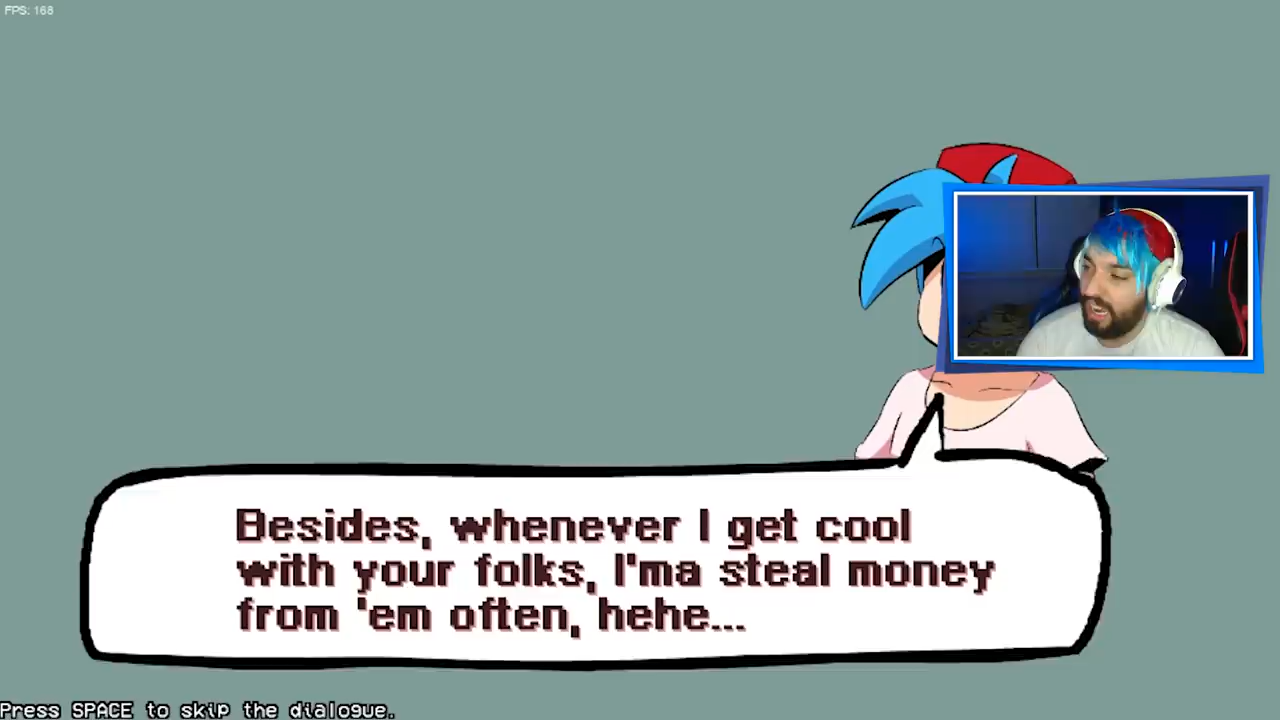 FPS: 168
Besides, whenever I get cool
with your folks, I'ma steal money
from 'em often, hehe...
Press SPACE to skip the dialogue.